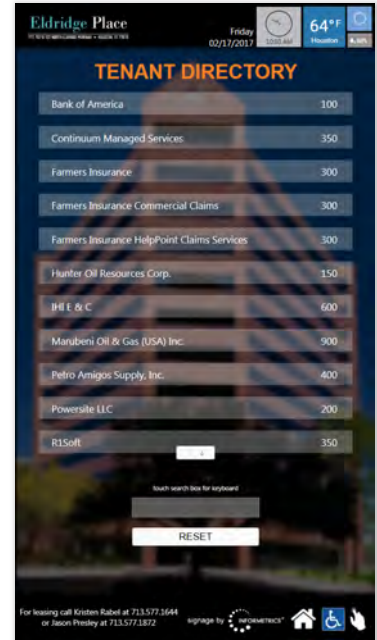 Eldridge Place
Friday
02/17/2017
10:03 AM
64°F
Houston
TENANT DIRECTORY
Bank of America 100
Continuum Managed Services 350
Farmers Insurance 300
Farmers Insurance Commercial Claims 300
Farmers Insurance HelpPoint Claims Services 300
Hunter Oil Resources Corp. 150
IHI E & C 600
Marubeni Oil & Gas (USA) Inc. 900
Petro Amigos Supply, Inc. 400
Powersite LLC 200
R1Soft 350
touch search box for keyboard
RESET
For leasing call Kristen Rabel at 713.577.1644
or Jason Presley at 713.577.1872
signage by INFORMETRICS